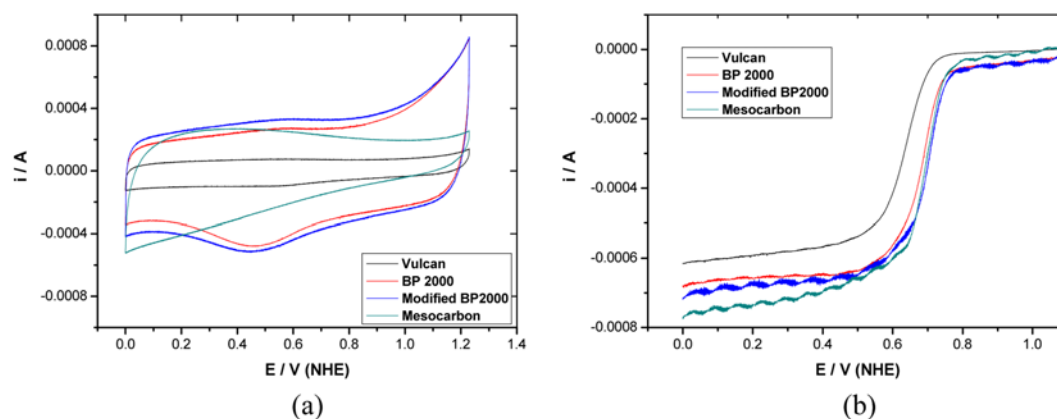 0.0008
0.0004
0.0000
-0.0004
-0.0008
i / A
0.0 0.2 0.4 0.6 0.8 1.0 1.2 1.4
E / V (NHE)
Vulcan
BP 2000
Modified BP2000
Mesocarbon
(a)
0.0000
-0.0002
-0.0004
-0.0006
-0.0008
i / A
0.0 0.2 0.4 0.6 0.8 1.0
E / V (NHE)
Vulcan
BP 2000
Modified BP2000
Mesocarbon
(b)